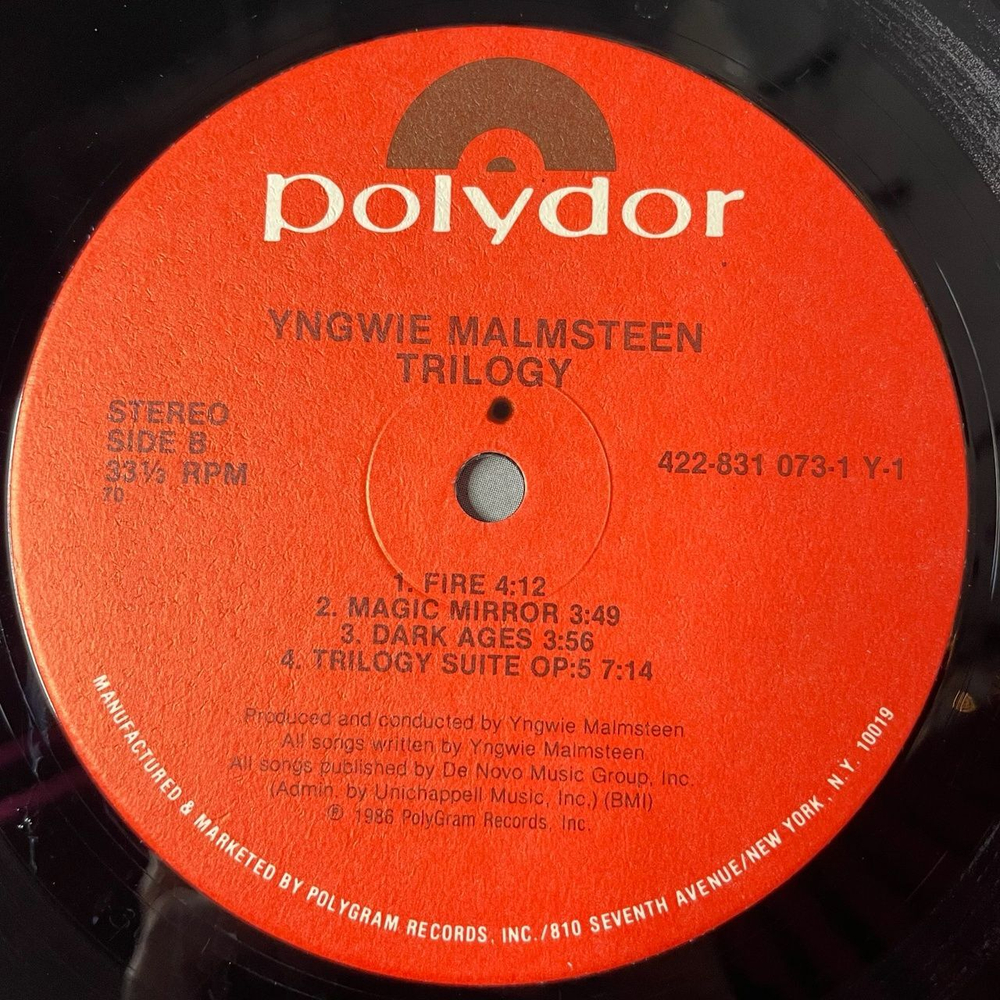 polydor
YNGWIE MALMSTEEN
TRILOGY
STEREO
SIDE B
33⅓ RPM
70
422-831 073-1 Y-1
1. FIRE 4:12
2. MAGIC MIRROR 3:49
3. DARK AGES 3:56
4. TRILOGY SUITE OP:5 7:14
Produced and conducted by Yngwie Malmsteen
All songs written by Yngwie Malmsteen
All songs published by De Novo Music Group, Inc.
(Admin. by Unichappell Music, Inc.) (BMI)
℗ 1986 PolyGram Records, Inc.
MANUFACTURED & MARKETED BY POLYGRAM RECORDS, INC./810 SEVENTH AVENUE/NEW YORK, N.Y. 10019